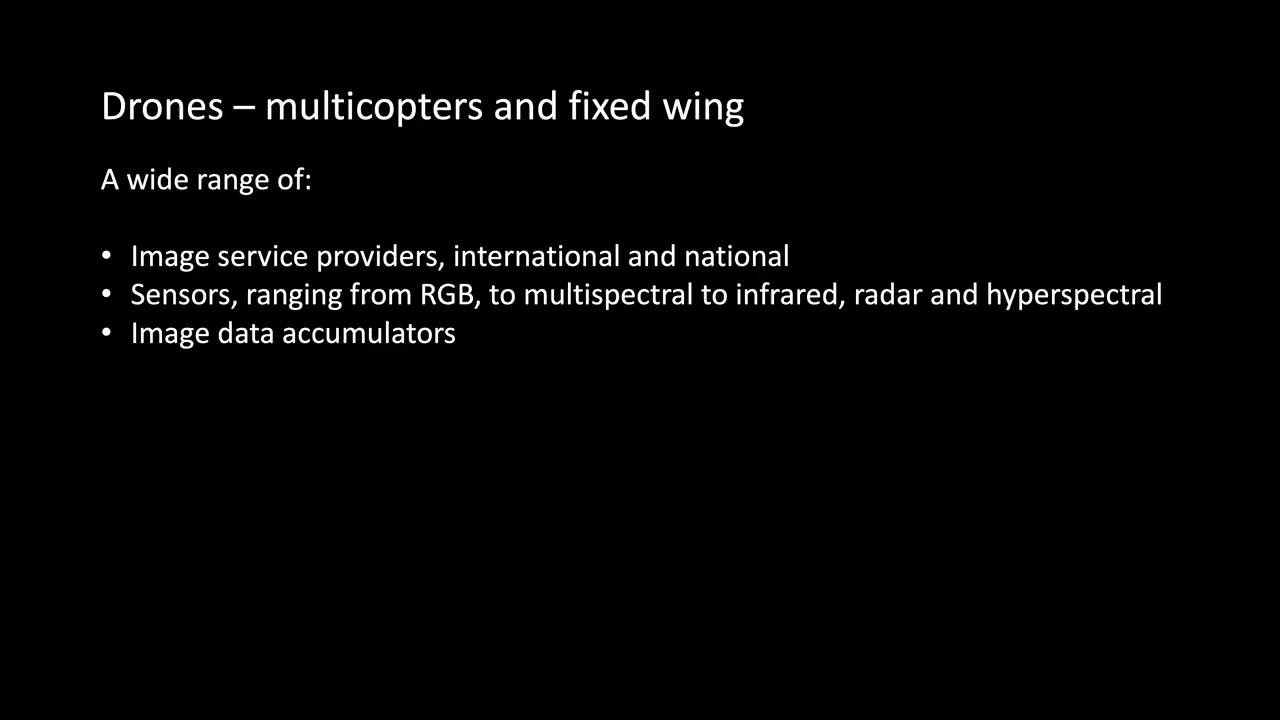 Drones – multicopters and fixed wing
A wide range of:
• Image service providers, international and national
• Sensors, ranging from RGB, to multispectral to infrared, radar and hyperspectral
• Image data accumulators